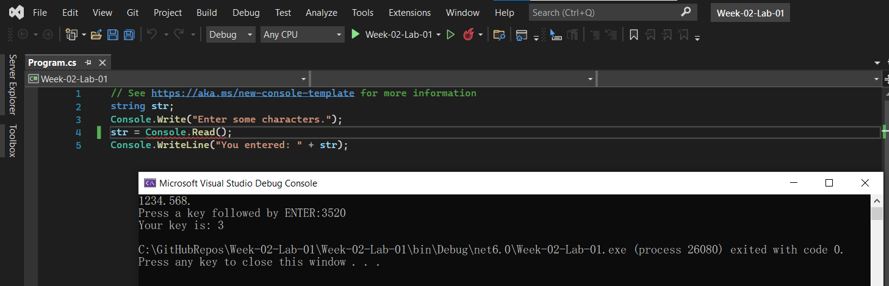 File Edit View Git Project Build Debug Test Analyze Tools Extensions Window Help Search (Ctrl+Q) Week-02-Lab-01
Debug Any CPU Week-02-Lab-01
Server Explorer
Toolbox
Program.cs
C# Week-02-Lab-01
1 // See https://aka.ms/new-console-template for more information
2 string str;
3 Console.Write("Enter some characters.");
4 str = Console.Read();
5 Console.WriteLine("You entered: " + str);
Microsoft Visual Studio Debug Console
1234.568.
Press a key followed by ENTER:3520
Your key is: 3
C:\GitHubRepos\Week-02-Lab-01\Week-02-Lab-01\bin\Debug\net6.0\Week-02-Lab-01.exe (process 26080) exited with code 0.
Press any key to close this window . . .